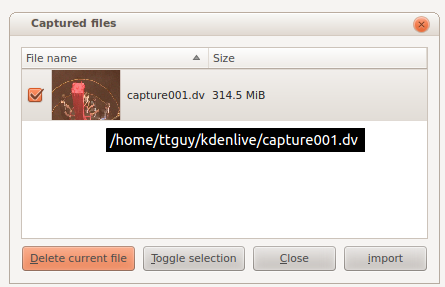 Captured files
File name Size
capture001.dv 314.5 MiB
/home/ttguy/kdenlive/capture001.dv
Delete current file Toggle selection Close import